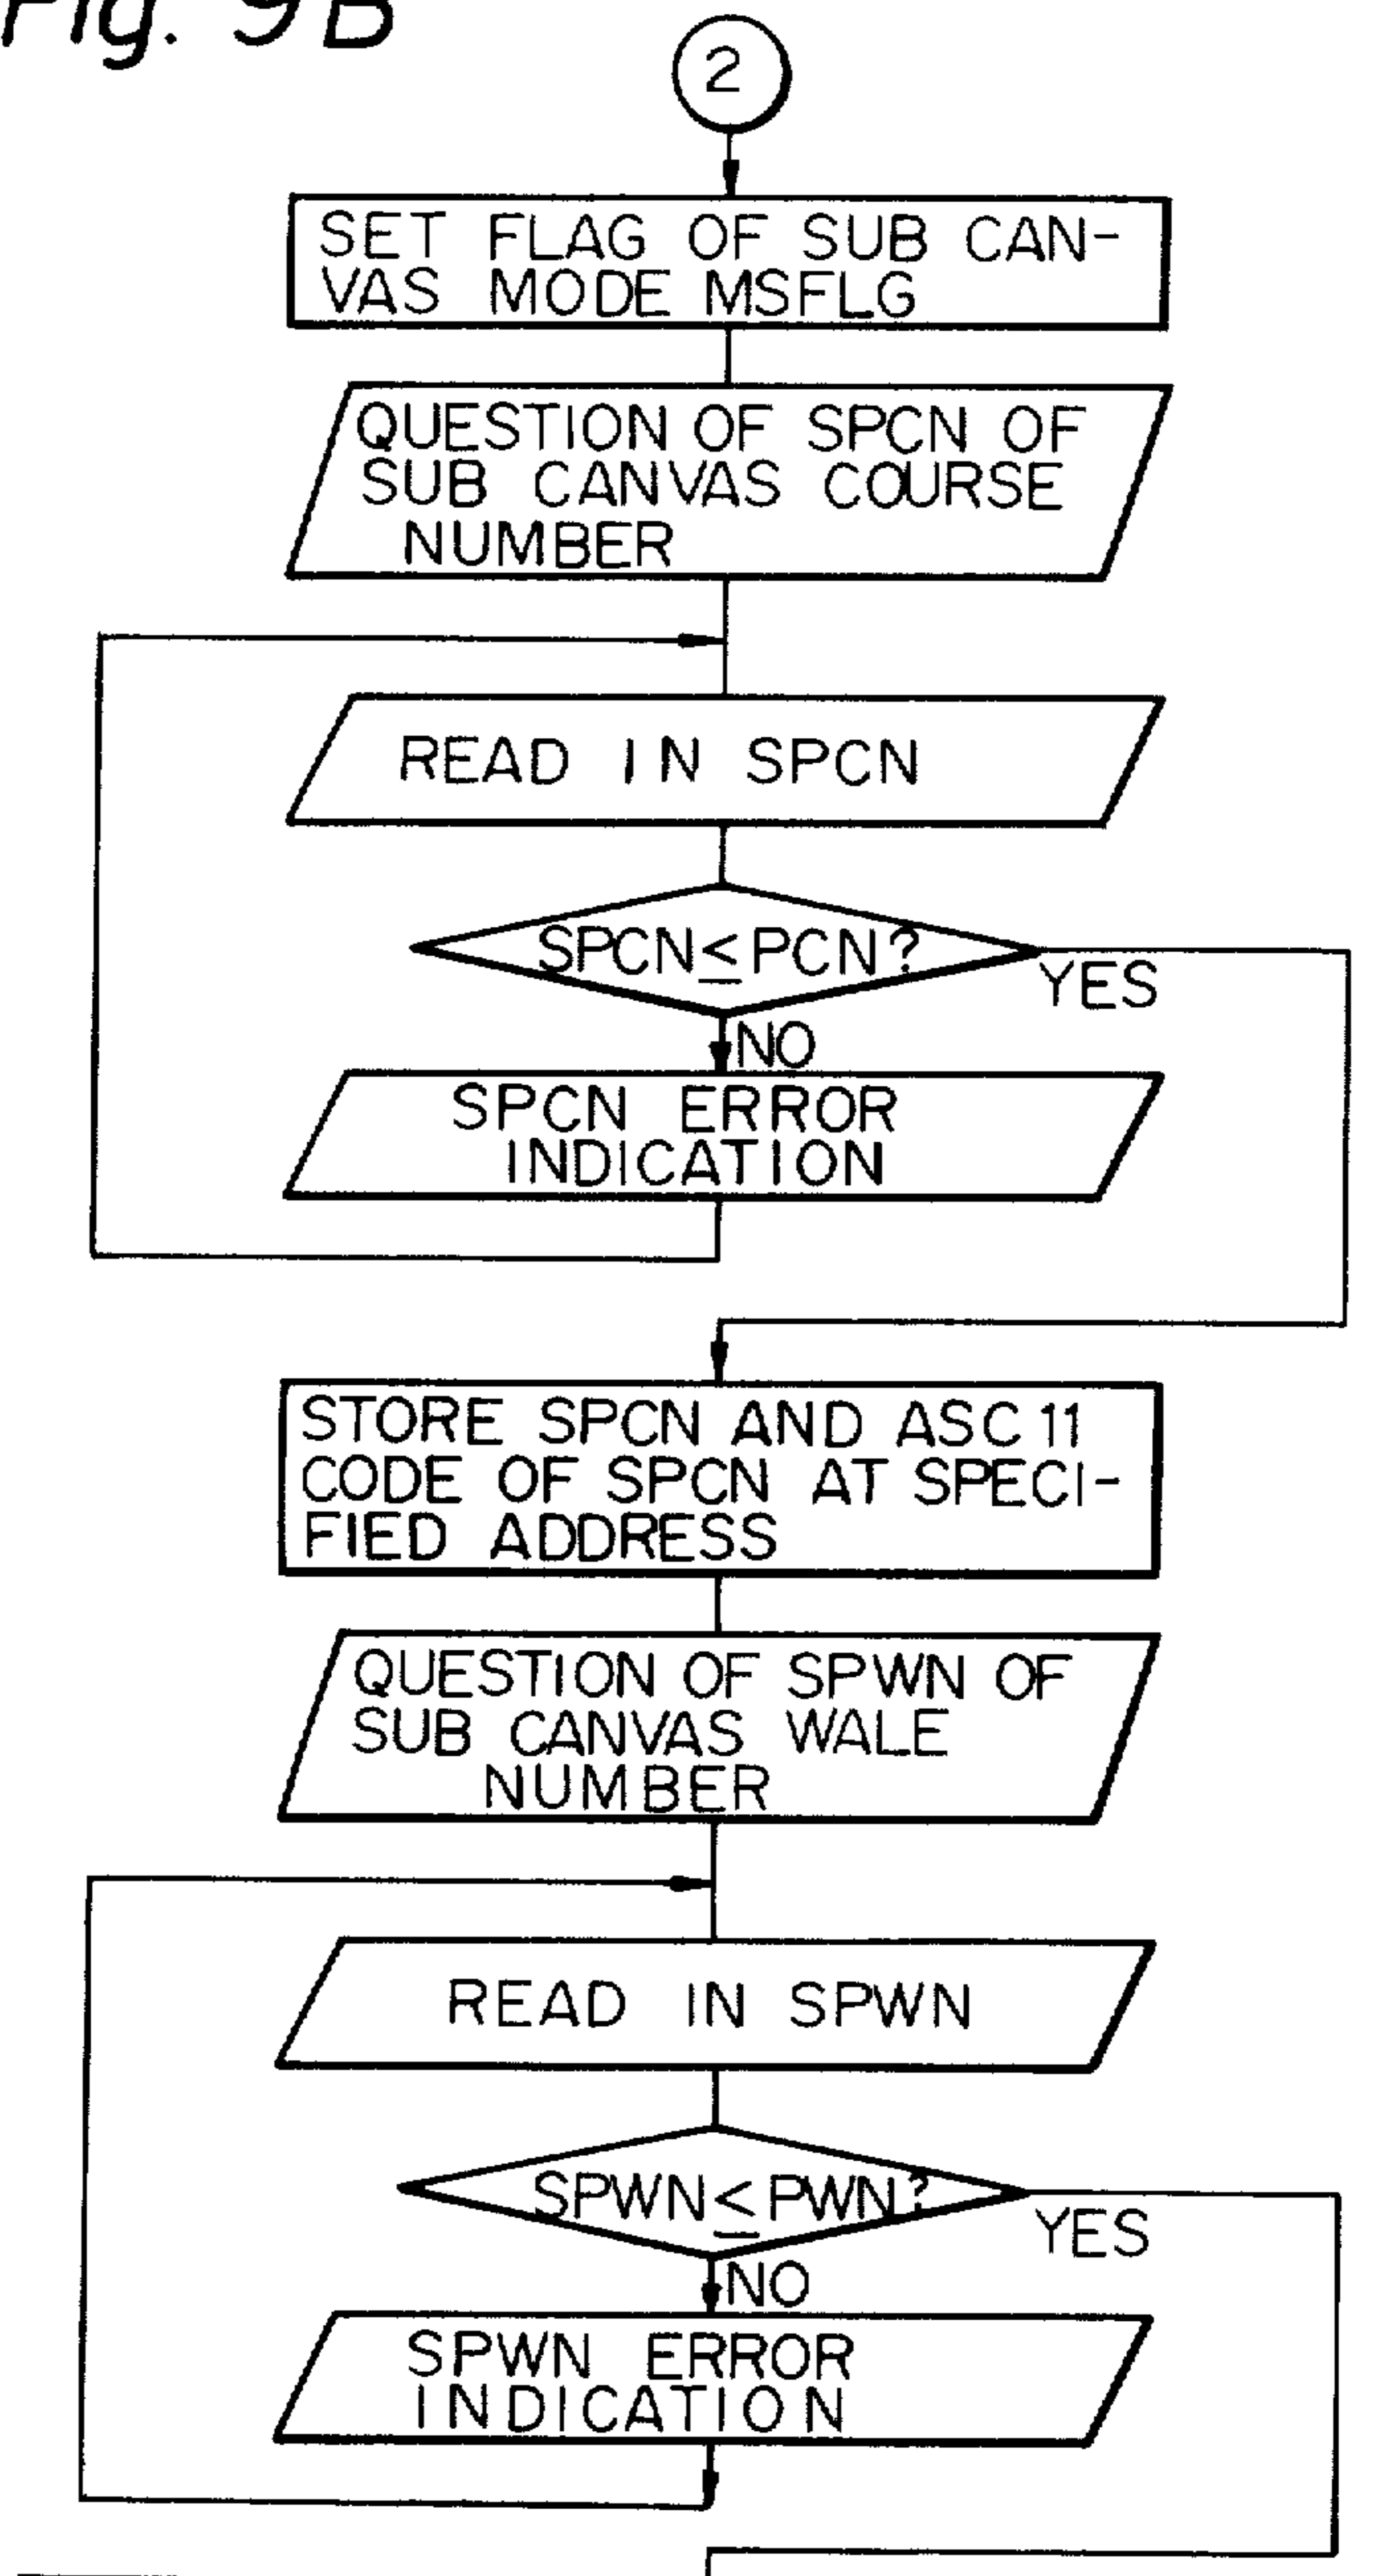 Fig. 9B
2
SET FLAG OF SUB CAN-
VAS MODE MSFLG
QUESTION OF SPCN OF
SUB CANVAS COURSE
NUMBER
READ IN SPCN
SPCN≤PCN?
YES
NO
SPCN ERROR
INDICATION
STORE SPCN AND ASC11
CODE OF SPCN AT SPECI-
FIED ADDRESS
QUESTION OF SPWN OF
SUB CANVAS WALE
NUMBER
READ IN SPWN
SPWN≤PWN?
YES
NO
SPWN ERROR
INDICATION